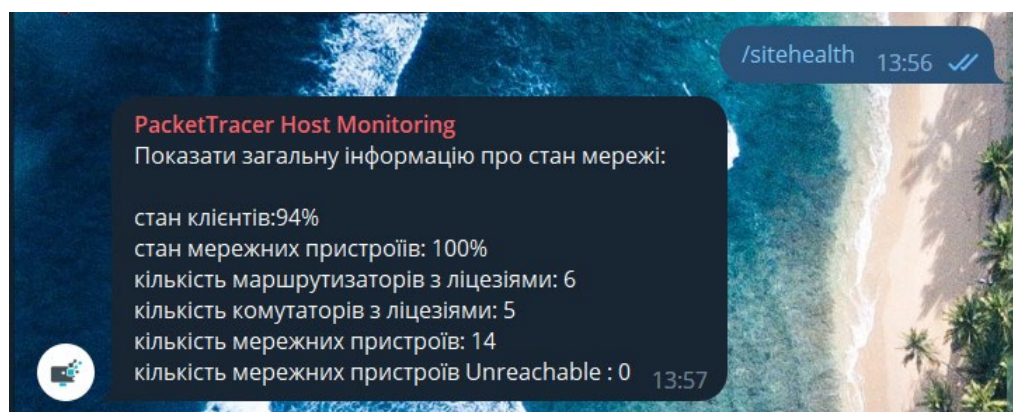 /sitehealth 13:56
PacketTracer Host Monitoring
Показати загальну інформацію про стан мережі:
стан клієнтів:94%
стан мережних пристроїів: 100%
кількість маршрутизаторів з ліцезіями: 6
кількість комутаторів з ліцезіями: 5
кількість мережних пристроїв: 14
кількість мережних пристроїв Unreachable : 0 13:57